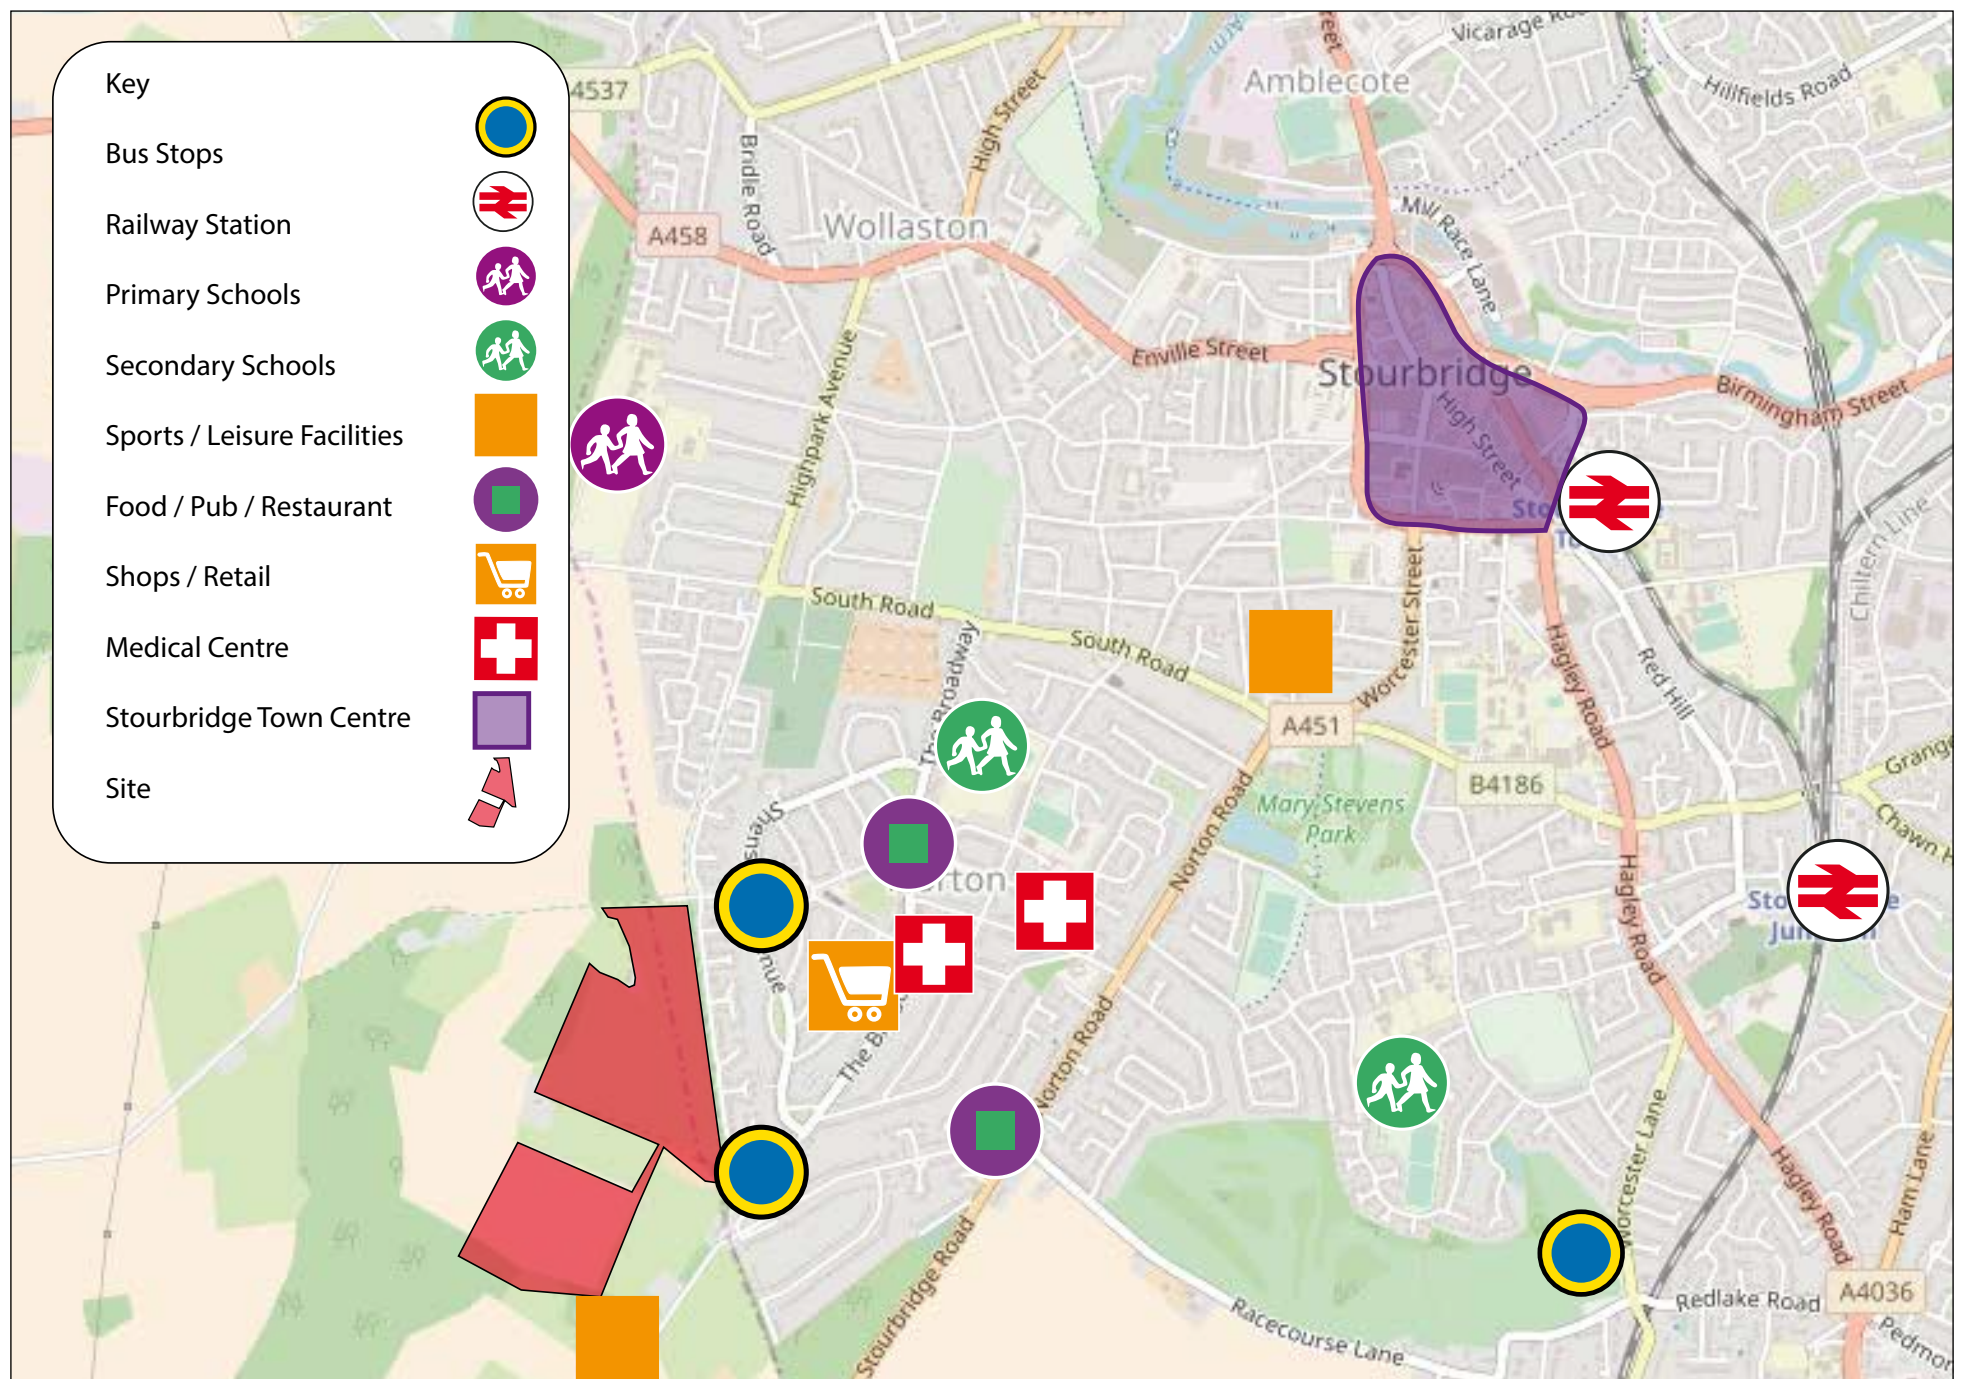 Key
Bus Stops
Railway Station
Primary Schools
Secondary Schools
Sports / Leisure Facilities
Food / Pub / Restaurant
Shops / Retail
Medical Centre
Stourbridge Town Centre
Site
4537
High Street
Amblecote
Vicarage
Hillfields Road
Bridle Road
A458
Wollaston
Mill Race Lane
Enville Street
Stourbridge
High Street
Birmingham Street
Highpark Avenue
Chiltern Line
South Road
South Road
The Broadway
Worcester Street
Hagley Road
Red Hill
A451
B4186
Mary Stevens
Park
Norton Road
Hagley Road
Norton Road
Worcester Lane
Hagley Road
Ham Lane
Stourbridge Road
Racecourse Lane
Redlake Road
A4036